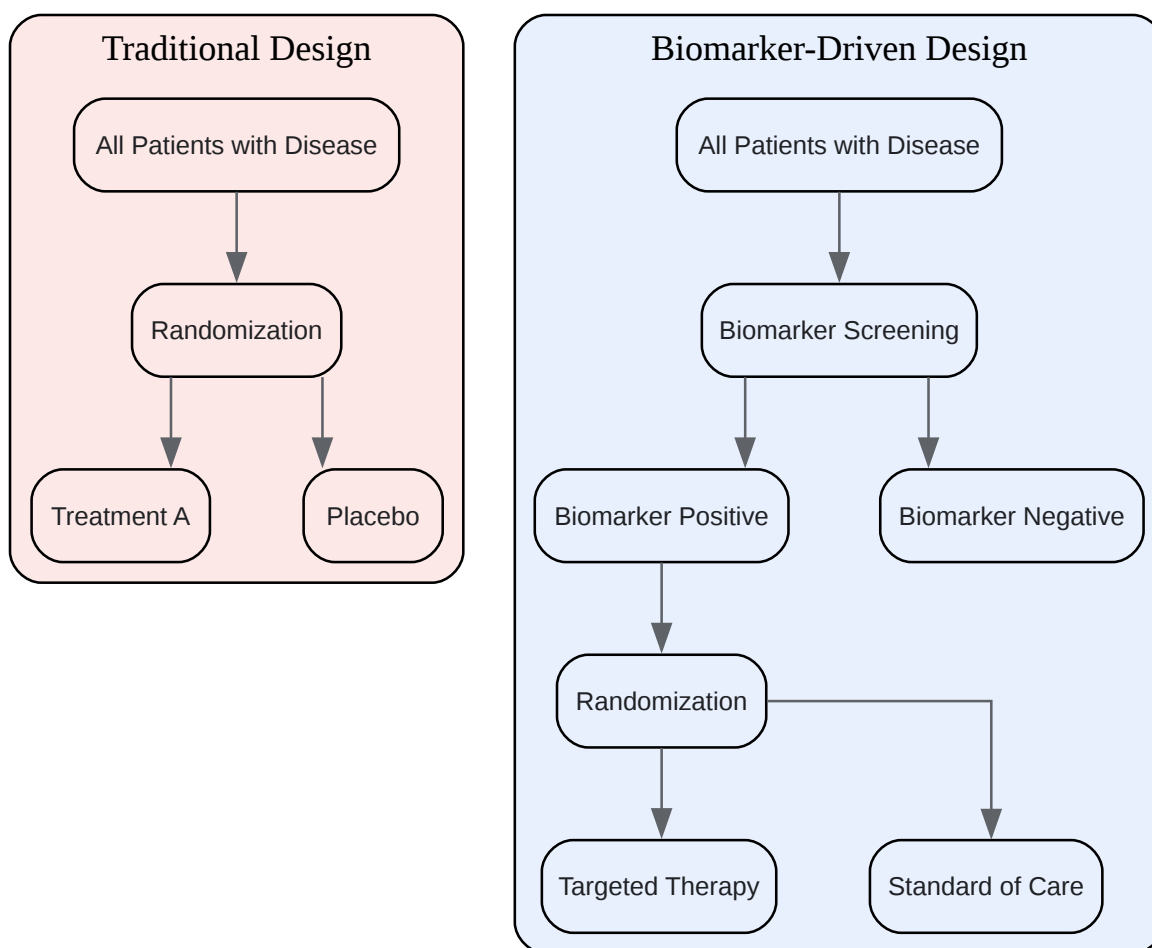 Traditional Design
All Patients with Disease
Randomization
Treatment A
Placebo
Biomarker-Driven Design
All Patients with Disease
Biomarker Screening
Biomarker Positive
Biomarker Negative
Randomization
Targeted Therapy
Standard of Care